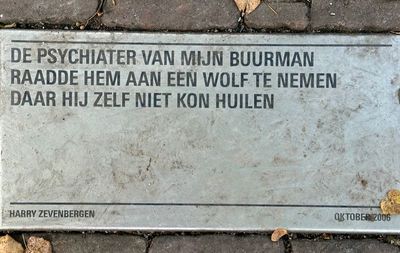 DE PSYCHIATER VAN MIJN BUURMAN
RAADDE HEM AAN EEN WOLF TE NEMEN
DAAR HIJ ZELF NIET KON HUILEN
HARRY ZEVENBERGEN
OKTOBER 2006